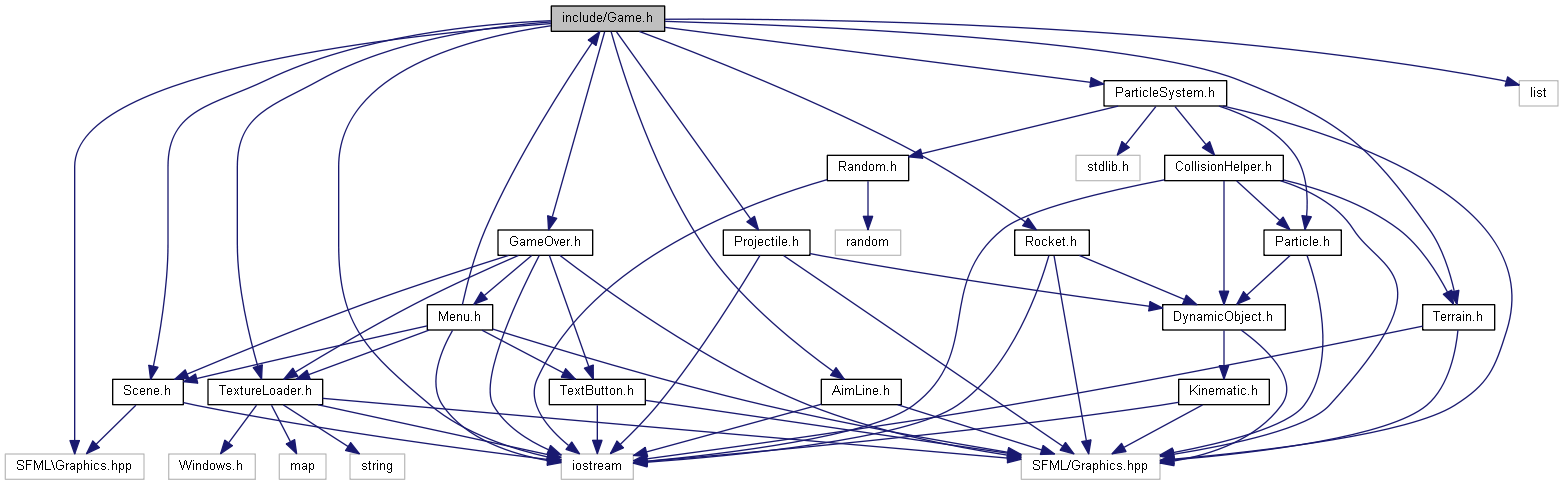 include/Game.h
ParticleSystem.h
list
Random.h
stdlib.h
CollisionHelper.h
GameOver.h
Projectile.h
random
Rocket.h
Particle.h
Menu.h
DynamicObject.h
Terrain.h
Scene.h
TextureLoader.h
TextButton.h
AimLine.h
Kinematic.h
SFML\Graphics.hpp
Windows.h
map
string
iostream
SFML/Graphics.hpp